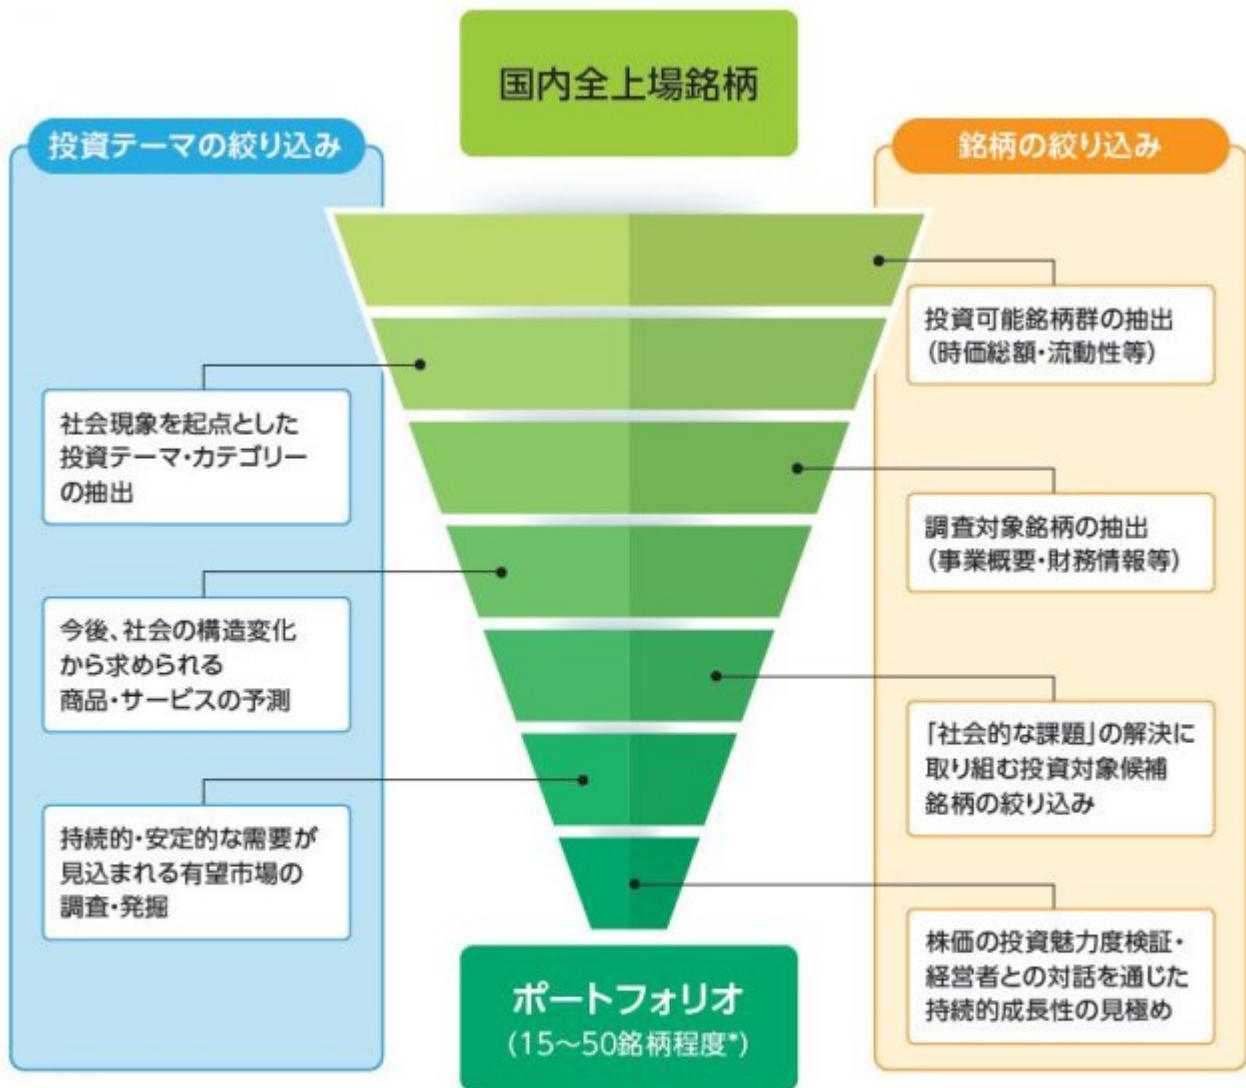 国内全上場銘柄
投資テーマの絞り込み
社会現象を起点とした
投資テーマ・カテゴリー
の抽出
今後、社会の構造変化
から求められる
商品・サービスの予測
持続的・安定的な需要が
見込まれる有望市場の
調査・発掘
銘柄の絞り込み
投資可能銘柄群の抽出
(時価総額・流動性等)
調査対象銘柄の抽出
(事業概要・財務情報等)
「社会的な課題」の解決に
取り組む投資対象候補
銘柄の絞り込み
株価の投資魅力度検証・
経営者との対話を通じた
持続的成長性の見極め
ポートフォリオ
(15〜50銘柄程度*)